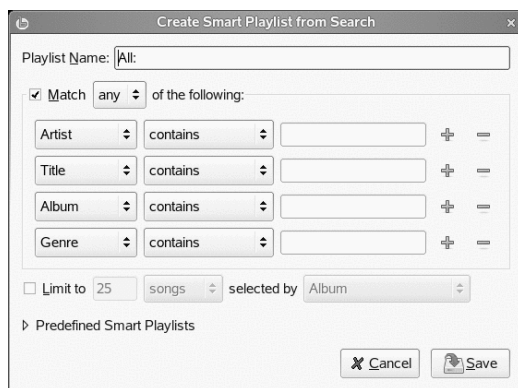 Create Smart Playlist from Search
Playlist Name: All:
Match any of the following:
Artist contains
Title contains
Album contains
Genre contains
Limit to 25 songs selected by Album
Predefined Smart Playlists
Cancel Save